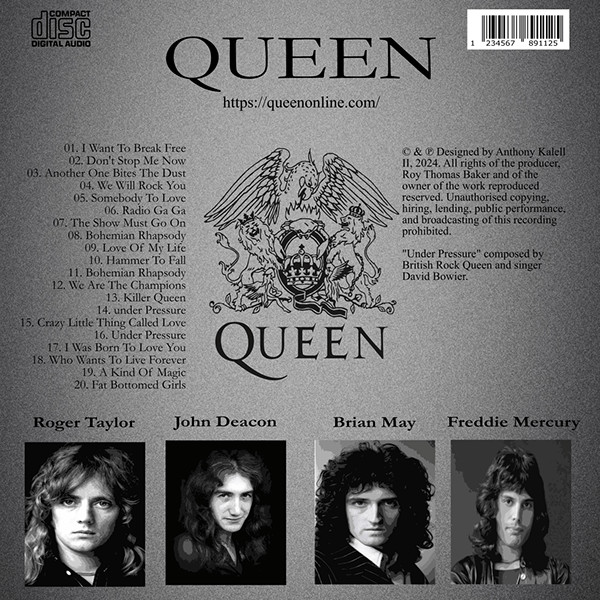 COMPACT
disc
DIGITAL AUDIO
QUEEN
1 234567 891125
https://queenonline.com/
01. I Want To Break Free
02. Don't Stop Me Now
03. Another One Bites The Dust
04. We Will Rock You
05. Somebody To Love
06. Radio Ga Ga
07. The Show Must Go On
08. Bohemian Rhapsody
09. Love Of My Life
10. Hammer To Fall
11. Bohemian Rhapsody
12. We Are The Champions
13. Killer Queen
14. under Pressure
15. Crazy Little Thing Called Love
16. Under Pressure
17. I Was Born To Love You
18. Who Wants To Live Forever
19. A Kind Of Magic
20. Fat Bottomed Girls
QUEEN
© & ℗ Designed by Anthony Kalell
II, 2024. All rights of the producer,
Roy Thomas Baker and of the
owner of the work reproduced
reserved. Unauthorised copying,
hiring, lending, public performance,
and broadcasting of this recording
prohibited.
"Under Pressure" composed by
British Rock Queen and singer
David Bowier.
Roger Taylor
John Deacon
Brian May
Freddie Mercury